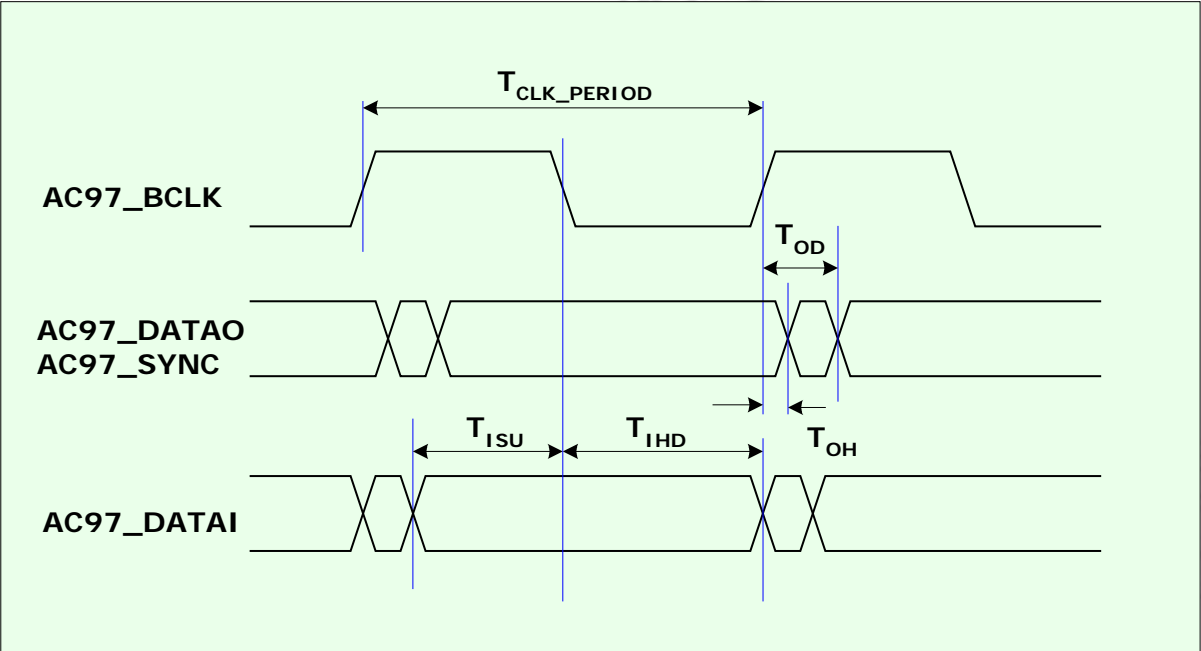 TCLK_PERIOD
AC97_BCLK
TOD
AC97_DATAO
AC97_SYNC
TISU
TIHD
TOH
AC97_DATAI